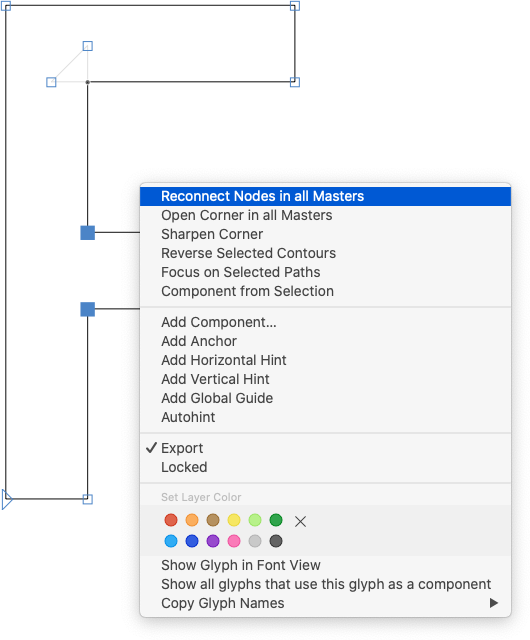 Reconnect Nodes in all Masters
Open Corner in all Masters
Sharpen Corner
Reverse Selected Contours
Focus on Selected Paths
Component from Selection
Add Component…
Add Anchor
Add Horizontal Hint
Add Vertical Hint
Add Global Guide
Autohint
Export
Locked
Set Layer Color
Show Glyph in Font View
Show all glyphs that use this glyph as a component
Copy Glyph Names